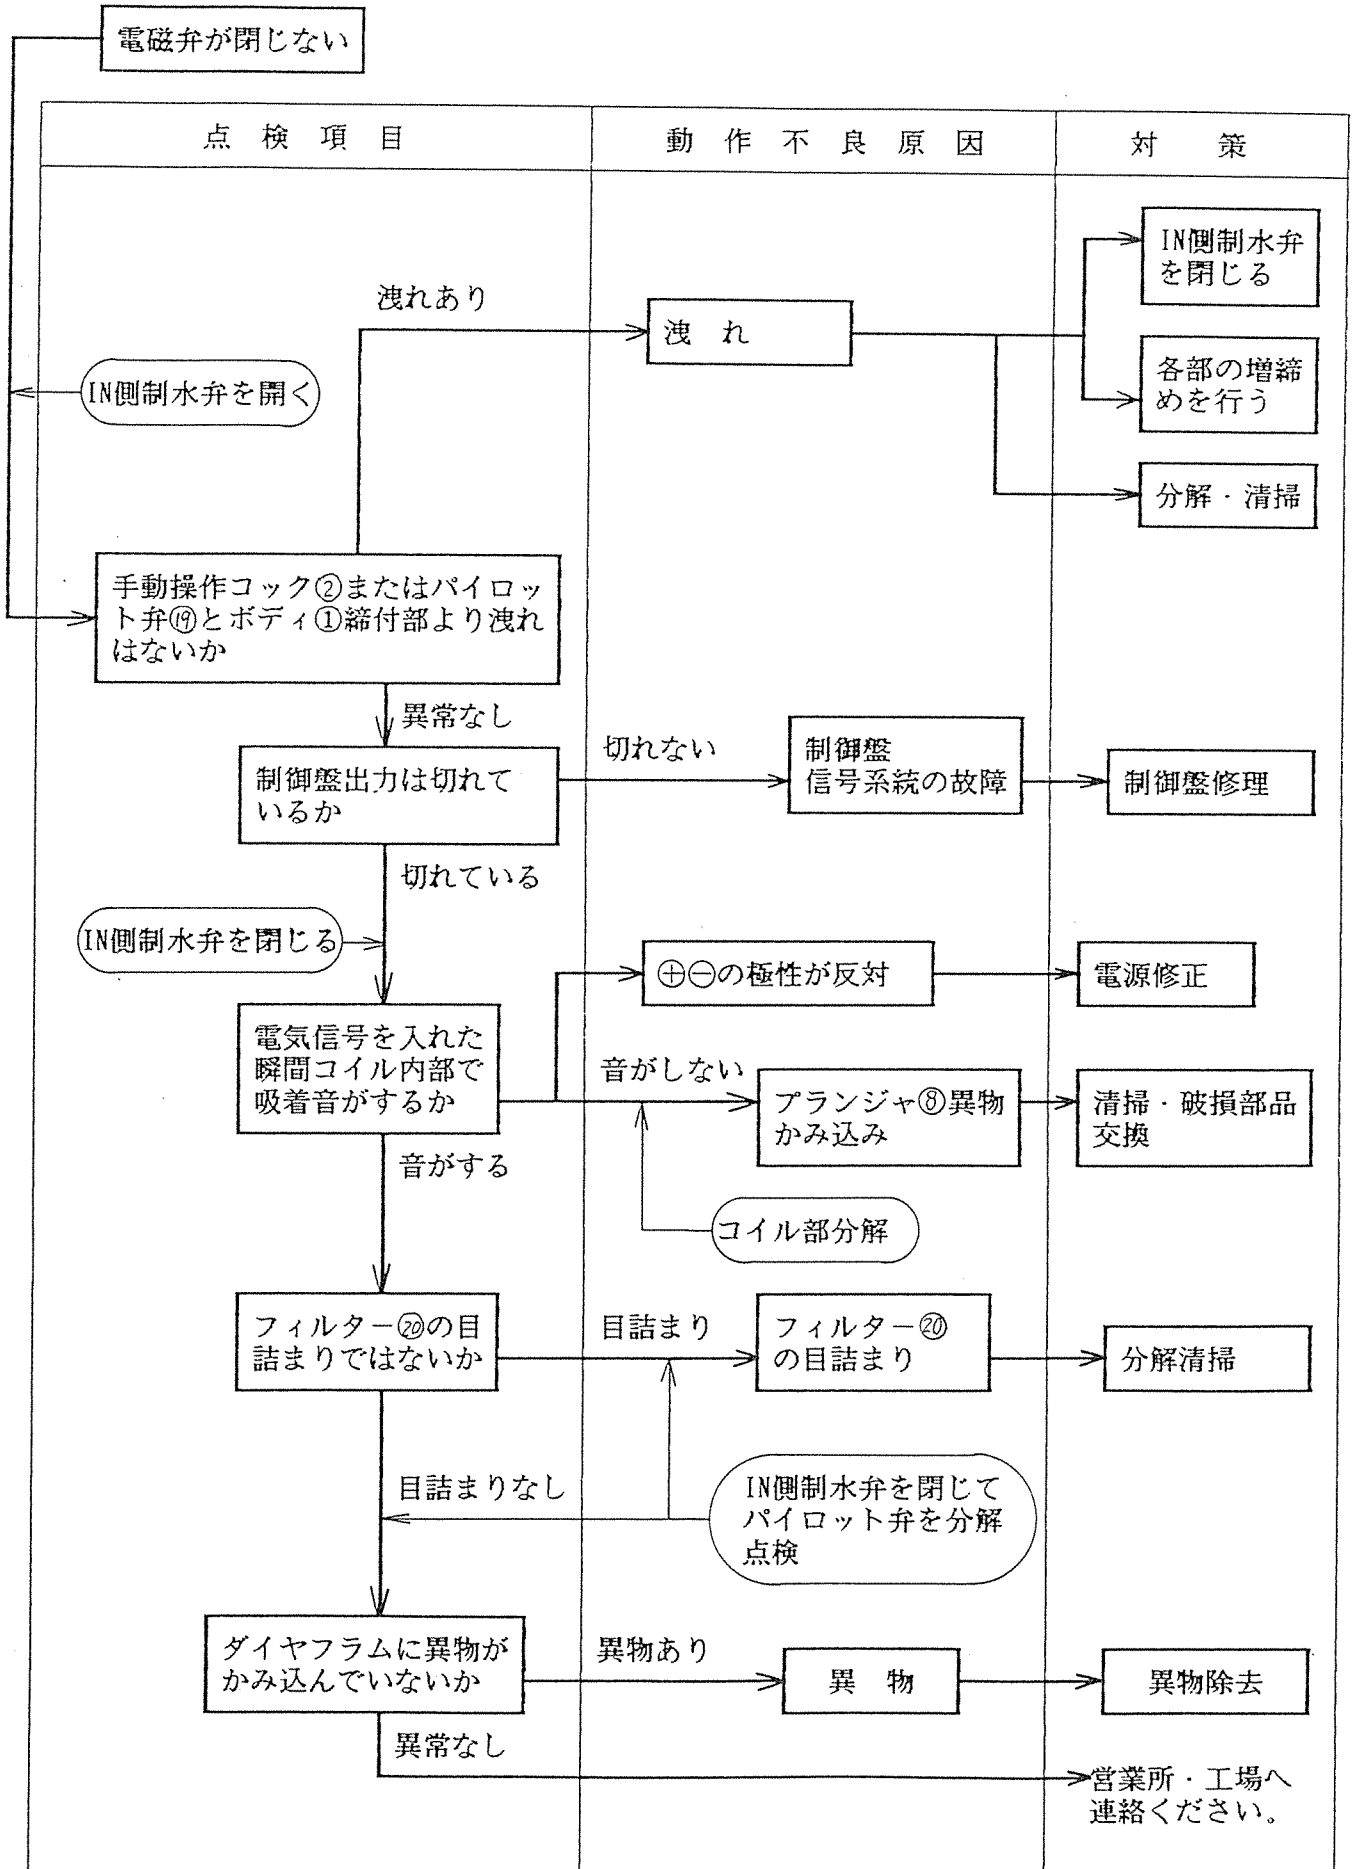 電磁弁が閉じない
点検項目
動作不良原因
対策
IN側制水弁
を閉じる
洩れあり
洩れ
各部の増締
めを行う
IN側制水弁を開く
分解・清掃
手動操作コック②またはパイロッ
ト弁⑲とボディ①締付部より洩れ
はないか
異常なし
制御盤出力は切れて
いるか
切れない
制御盤
信号系統の故障
制御盤修理
切れている
IN側制水弁を閉じる
⊕⊖の極性が反対
電源修正
電気信号を入れた
瞬間コイル内部で
吸着音がするか
音がしない
プランジャ⑧異物
かみ込み
清掃・破損部品
交換
音がする
コイル部分解
フィルター⑳の目
詰まりではないか
目詰まり
フィルター⑳
の目詰まり
分解清掃
目詰まりなし
IN側制水弁を閉じて
パイロット弁を分解
点検
ダイヤフラムに異物が
かみ込んでいないか
異物あり
異物
異物除去
異常なし
営業所・工場へ
連絡ください。